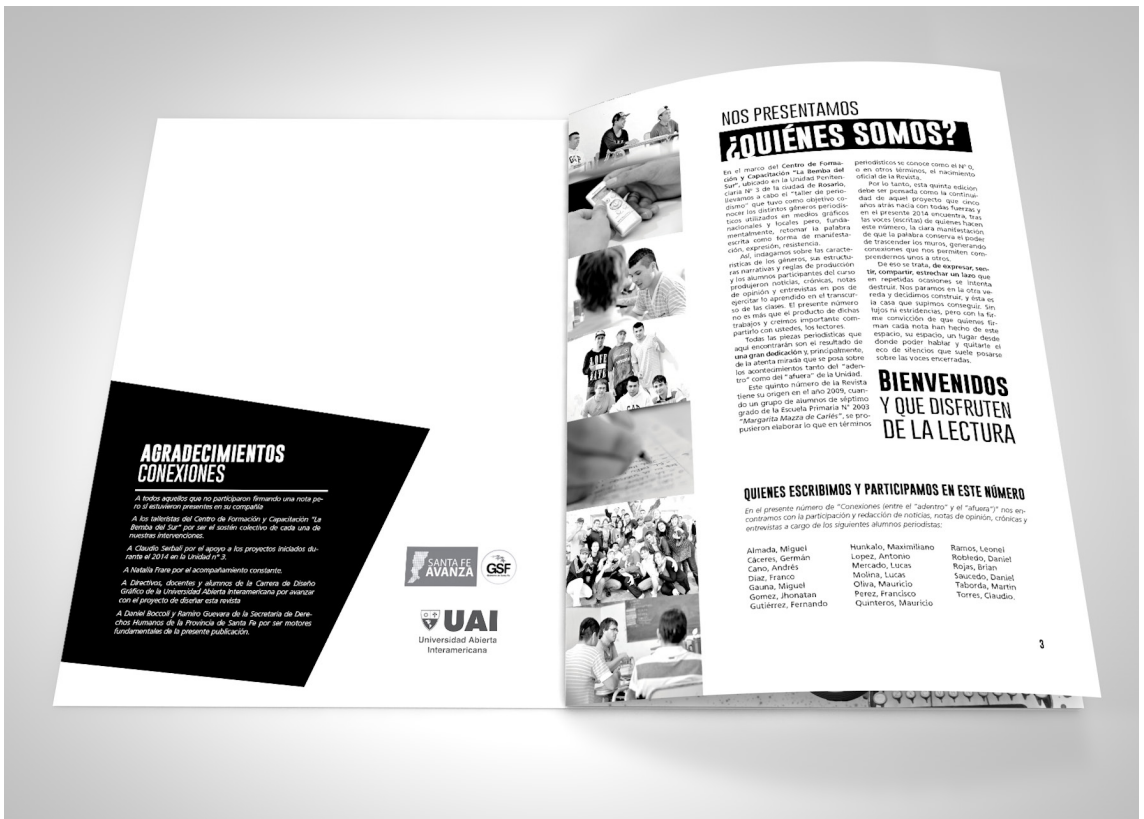 AGRADECIMIENTOS
CONEXIONES
A todos aquellos que no participaron firmando una nota pe-
ro sí estuvieron presentes en su compañía
A los talleristas del Centro de Formación y Capacitación "La
Bemba del Sur" por ser el sostén colectivo de cada una de
nuestras intervenciones.
A Claudio Serbali por el apoyo a los proyectos iniciados du-
rante el 2014 en la Unidad n° 3.
A Natalia Frare por el acompañamiento constante.
A Directivos, docentes y alumnos de la Carrera de Diseño
Gráfico de la Universidad Abierta Interamericana por avanzar
con el proyecto de diseñar esta revista
A Daniel Boccoli y Ramiro Guevara de la Secretaría de Dere-
chos Humanos de la Provincia de Santa Fe por ser motores
fundamentales de la presente publicación.
SANTA FE
AVANZA
GSF
UAI
Universidad Abierta
Interamericana
NOS PRESENTAMOS
¿QUIÉNES SOMOS?
En el marco del Centro de Forma-
ción y Capacitación "La Bemba del
Sur", ubicado en la Unidad Peniten-
ciaria N° 3 de la ciudad de Rosario,
llevamos a cabo el "taller de perio-
dismo" que tuvo como objetivo co-
nocer los distintos géneros periodís-
ticos utilizados en medios gráficos
nacionales y locales pero, funda-
mentalmente, retomar la palabra
escrita como forma de manifesta-
ción, expresión, resistencia.
Así, indagamos sobre las caracte-
rísticas de los géneros, sus estructu-
ras narrativas y reglas de producción
y los alumnos participantes del curso
produjeron noticias, crónicas, notas
de opinión y entrevistas en pos de
ejercitar lo aprendido en el transcur-
so de las clases. El presente número
no es más que el producto de dichos
trabajos y creímos importante com-
partirlo con ustedes, los lectores.
Todas las piezas periodísticas que
aquí encontrarán son el resultado de
una gran dedicación y, principalmente,
de la atenta mirada que se posa sobre
los acontecimientos tanto del "aden-
tro" como del "afuera" de la Unidad.
Este quinto número de la Revista
tiene su origen en el año 2009, cuan-
do un grupo de alumnos de séptimo
grado de la Escuela Primaria N° 2003
"Margarita Mazza de Carlés", se pro-
pusieron elaborar lo que en términos
periodísticos se conoce como el N° 0,
o en otros términos, el nacimiento
oficial de la Revista.
Por lo tanto, esta quinta edición
debe ser pensada como la continui-
dad de aquel proyecto que cinco
años atrás nacía con todas fuerzas y
en el presente 2014 encuentra, tras
las voces (escritas) de quienes hacen
este número, la clara manifestación
de que la palabra conserva el poder
de trascender los muros, generando
conexiones que nos permiten com-
prendernos unos a otros.
De eso se trata, de expresar, sen-
tir, compartir, estrechar un lazo que
en repetidas ocasiones se intenta
destruir. Nos paramos en la otra ve-
reda y decidimos construir, y ésta es
la casa que supimos conseguir. Sin
lujos ni estridencias, pero con la fir-
me convicción de que quienes fir-
man cada nota han hecho de este
espacio, su espacio, un lugar desde
donde poder hablar y quitarle el
eco de silencios que suele posarse
sobre las voces encerradas.
BIENVENIDOS
Y QUE DISFRUTEN
DE LA LECTURA
QUIENES ESCRIBIMOS Y PARTICIPAMOS EN ESTE NÚMERO
En el presente número de "Conexiones (entre el "adentro" y el "afuera")" nos en-
contramos con la participación y redacción de noticias, notas de opinión, crónicas y
entrevistas a cargo de los siguientes alumnos periodistas:
Almada, Miguel
Cáceres, Germán
Cano, Andrés
Diaz, Franco
Gauna, Miguel
Gomez, Jhonatan
Gutiérrez, Fernando
Hunkalo, Maximiliano
Lopez, Antonio
Mercado, Lucas
Molina, Lucas
Oliva, Mauricio
Perez, Francisco
Quinteros, Mauricio
Ramos, Leonel
Robledo, Daniel
Rojas, Brian
Saucedo, Daniel
Taborda, Martín
Torres, Claudio.
3